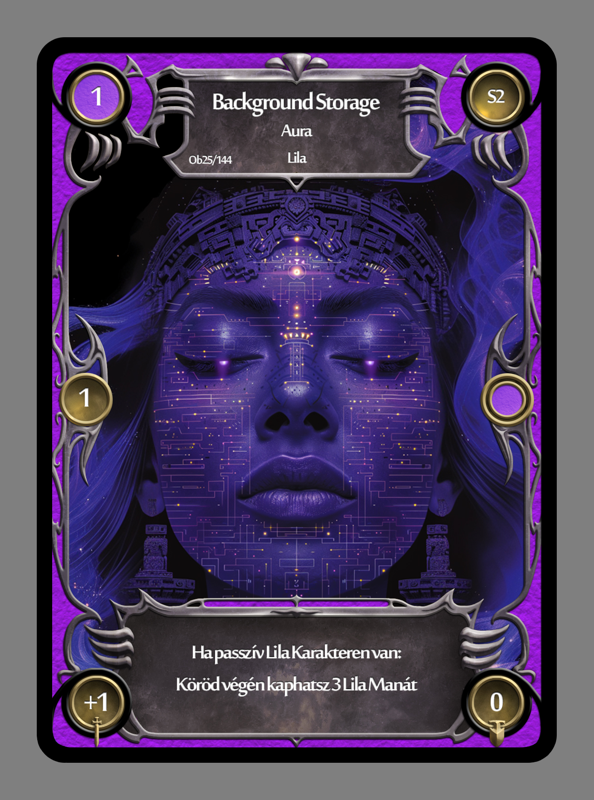 1
Background Storage
S2
Aura
Ob25/144
Lila
1
Ha passzív Lila Karakteren van:
Köröd végén kaphatsz 3 Lila Manát
+1
0